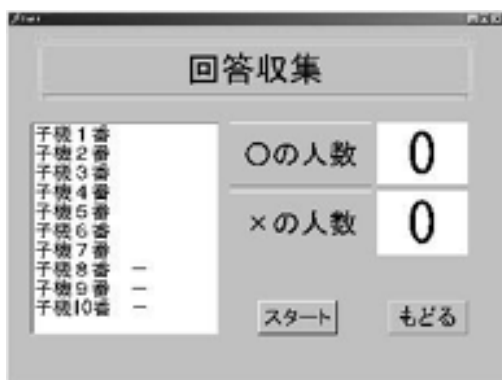 回答収集
子機1番
子機2番
子機3番
子機4番
子機5番
子機6番
子機7番
子機8番 －
子機9番 －
子機10番 －
○の人数 0
×の人数 0
スタート
もどる